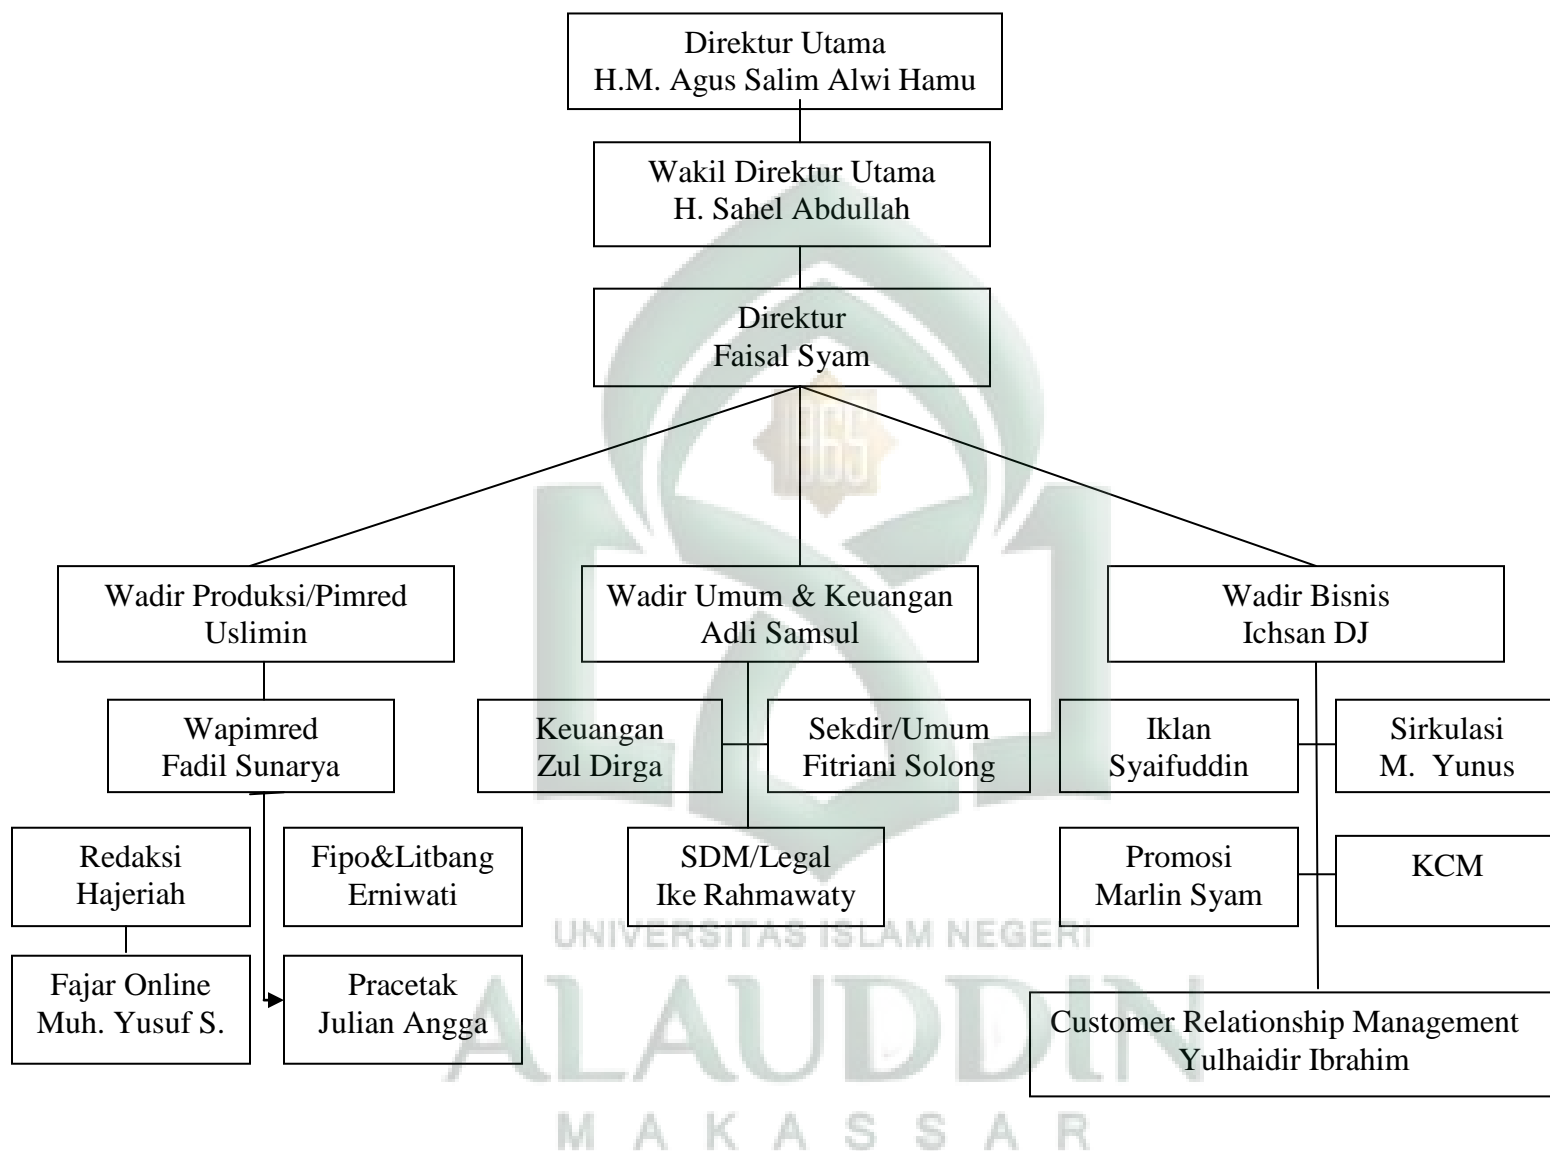 Direktur Utama
H.M. Agus Salim Alwi Hamu
Wakil Direktur Utama
H. Sahel Abdullah
Direktur
Faisal Syam
1965
Wadir Produksi/Pimred
Uslimin
Wadir Umum & Keuangan
Adli Samsul
Wadir Bisnis
Ichsan DJ
Wapimred
Fadil Sunarya
Keuangan
Zul Dirga
Sekdir/Umum
Fitriani Solong
Iklan
Syaifuddin
Sirkulasi
M. Yunus
Redaksi
Hajeriah
Fipo&Litbang
Erniwati
SDM/Legal
Ike Rahmawaty
Promosi
Marlin Syam
KCM
UNIVERSITAS ISLAM NEGERI
Fajar Online
Muh. Yusuf S.
Pracetak
Julian Angga
ALAUDDIN
Customer Relationship Management
Yulhaidir Ibrahim
MAKASSAR